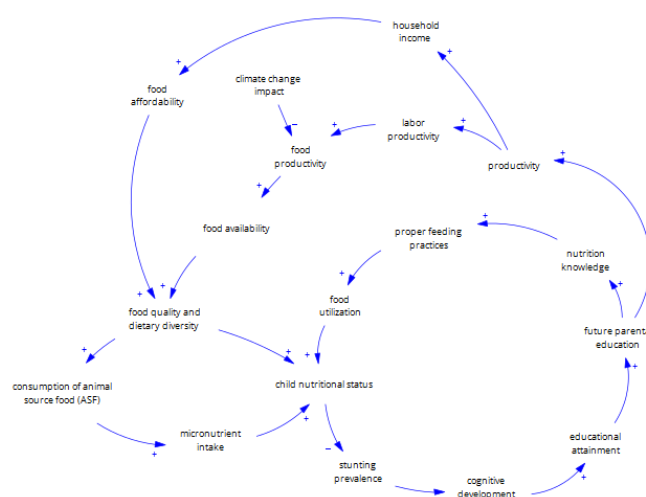 household
income
climate change
impact
food
affordability
labor
productivity
food
productivity
productivity
food availability
proper feeding
practices
nutrition
knowledge
food
utilization
food quality and
dietary diversity
future parental
education
consumption of animal
source food (ASF)
child nutritional status
micronutrient
intake
educational
attainment
stunting
prevalence
cognitive
development